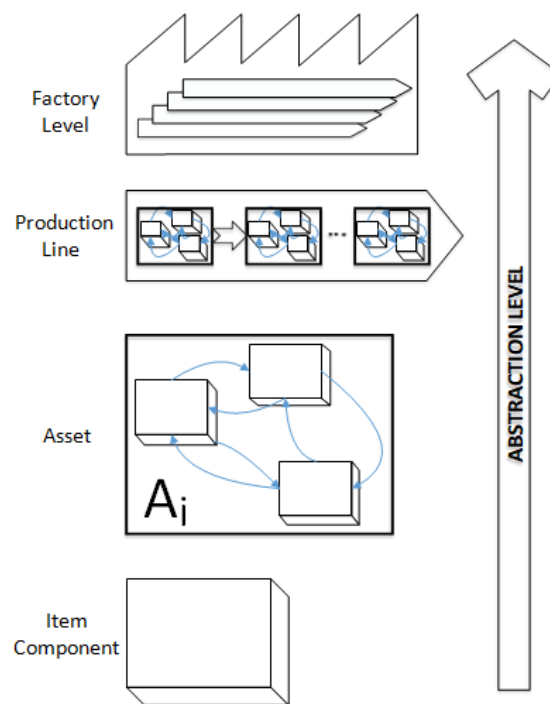 Factory
Level
Production
Line
...
Asset
Ai
Item
Component
ABSTRACTION LEVEL